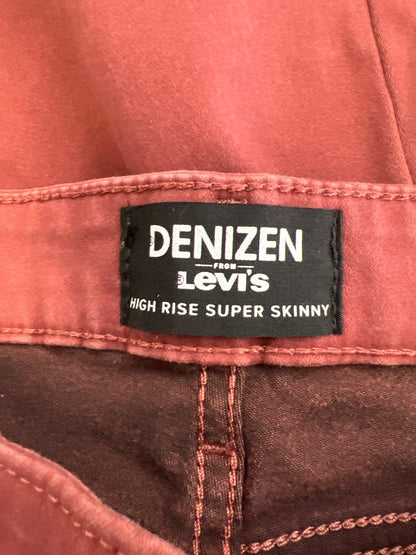 DENIZEN
FROM
Levi's
HIGH RISE SUPER SKINNY